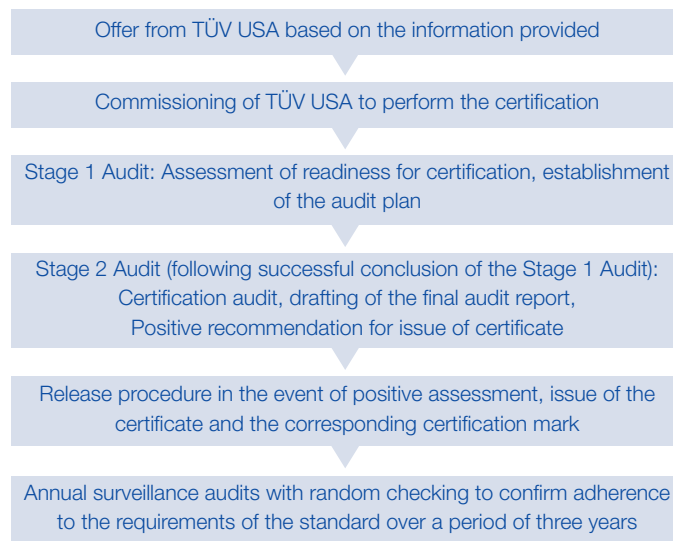 Offer from TÜV USA based on the information provided
Commissioning of TÜV USA to perform the certification
Stage 1 Audit: Assessment of readiness for certification, establishment
of the audit plan
Stage 2 Audit (following successful conclusion of the Stage 1 Audit):
Certification audit, drafting of the final audit report,
Positive recommendation for issue of certificate
Release procedure in the event of positive assessment, issue of the
certificate and the corresponding certification mark
Annual surveillance audits with random checking to confirm adherence
to the requirements of the standard over a period of three years